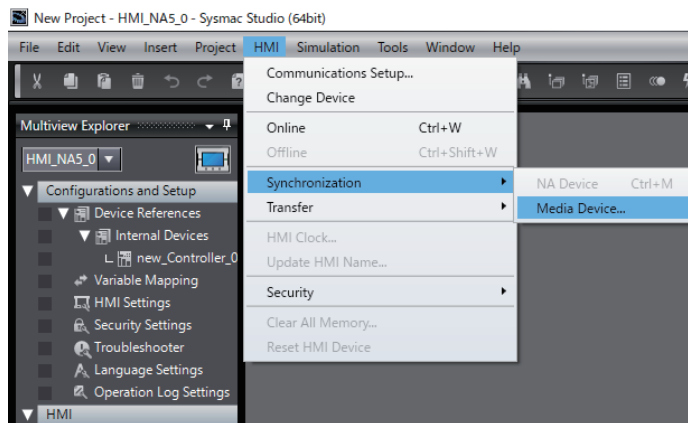 New Project - HMI_NA5_0 - Sysmac Studio (64bit)
File Edit View Insert Project HMI Simulation Tools Window Help
Communications Setup...
Change Device
Online Ctrl+W
Offline Ctrl+Shift+W
Synchronization
Transfer
HMI Clock...
Update HMI Name...
Security
Clear All Memory...
Reset HMI Device
NA Device Ctrl+M
Media Device...
Multiview Explorer
HMI_NA5_0
Configurations and Setup
Device References
Internal Devices
new_Controller_0
Variable Mapping
HMI Settings
Security Settings
Troubleshooter
Language Settings
Operation Log Settings
HMI